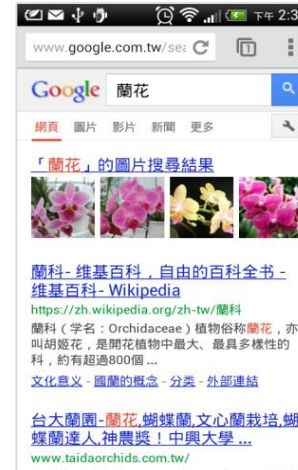 下午 2:3
www.google.com.tw/sea
Google 蘭花
網頁 圖片 影片 新聞 更多
「蘭花」的圖片搜尋結果
蘭科- 维基百科，自由的百科全书 -
维基百科- Wikipedia
https://zh.wikipedia.org/zh-tw/蘭科
蘭科（学名：Orchidaceae）植物俗称蘭花，亦
叫胡姬花，是開花植物中最大、最具多樣性的
科，約有超過800個 ...
文化意义 - 國蘭的概念 - 分类 - 外部連結
台大蘭園-蘭花,蝴蝶蘭,文心蘭栽培,蝴
蝶蘭達人,神農獎！中興大學 ...
www.taidaorchids.com.tw/